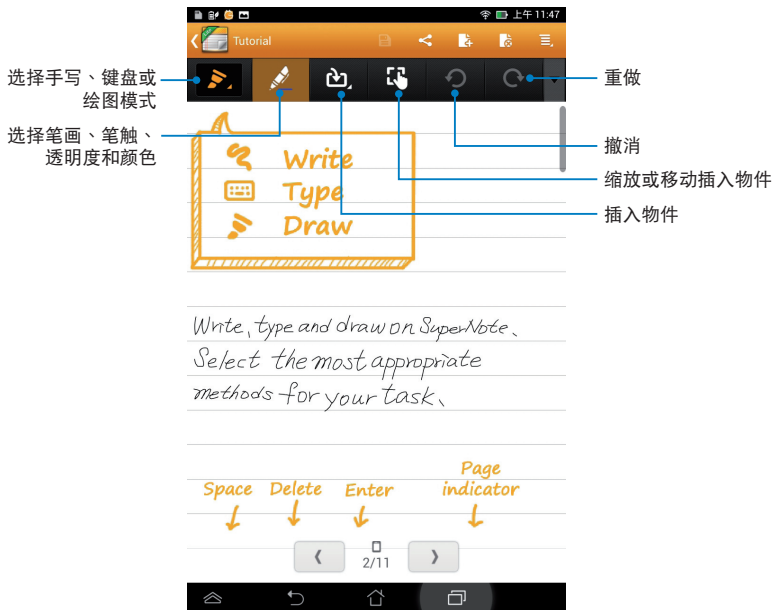 上午 11:47
Tutorial
选择手写、键盘或
绘图模式
选择笔画、笔触、
透明度和颜色
重做
撤消
缩放或移动插入物件
插入物件
Write
Type
Draw
Write, type and draw on SuperNote、
Select the most appropriate
methods for your task、
Space Delete Enter Page
indicator
2/11